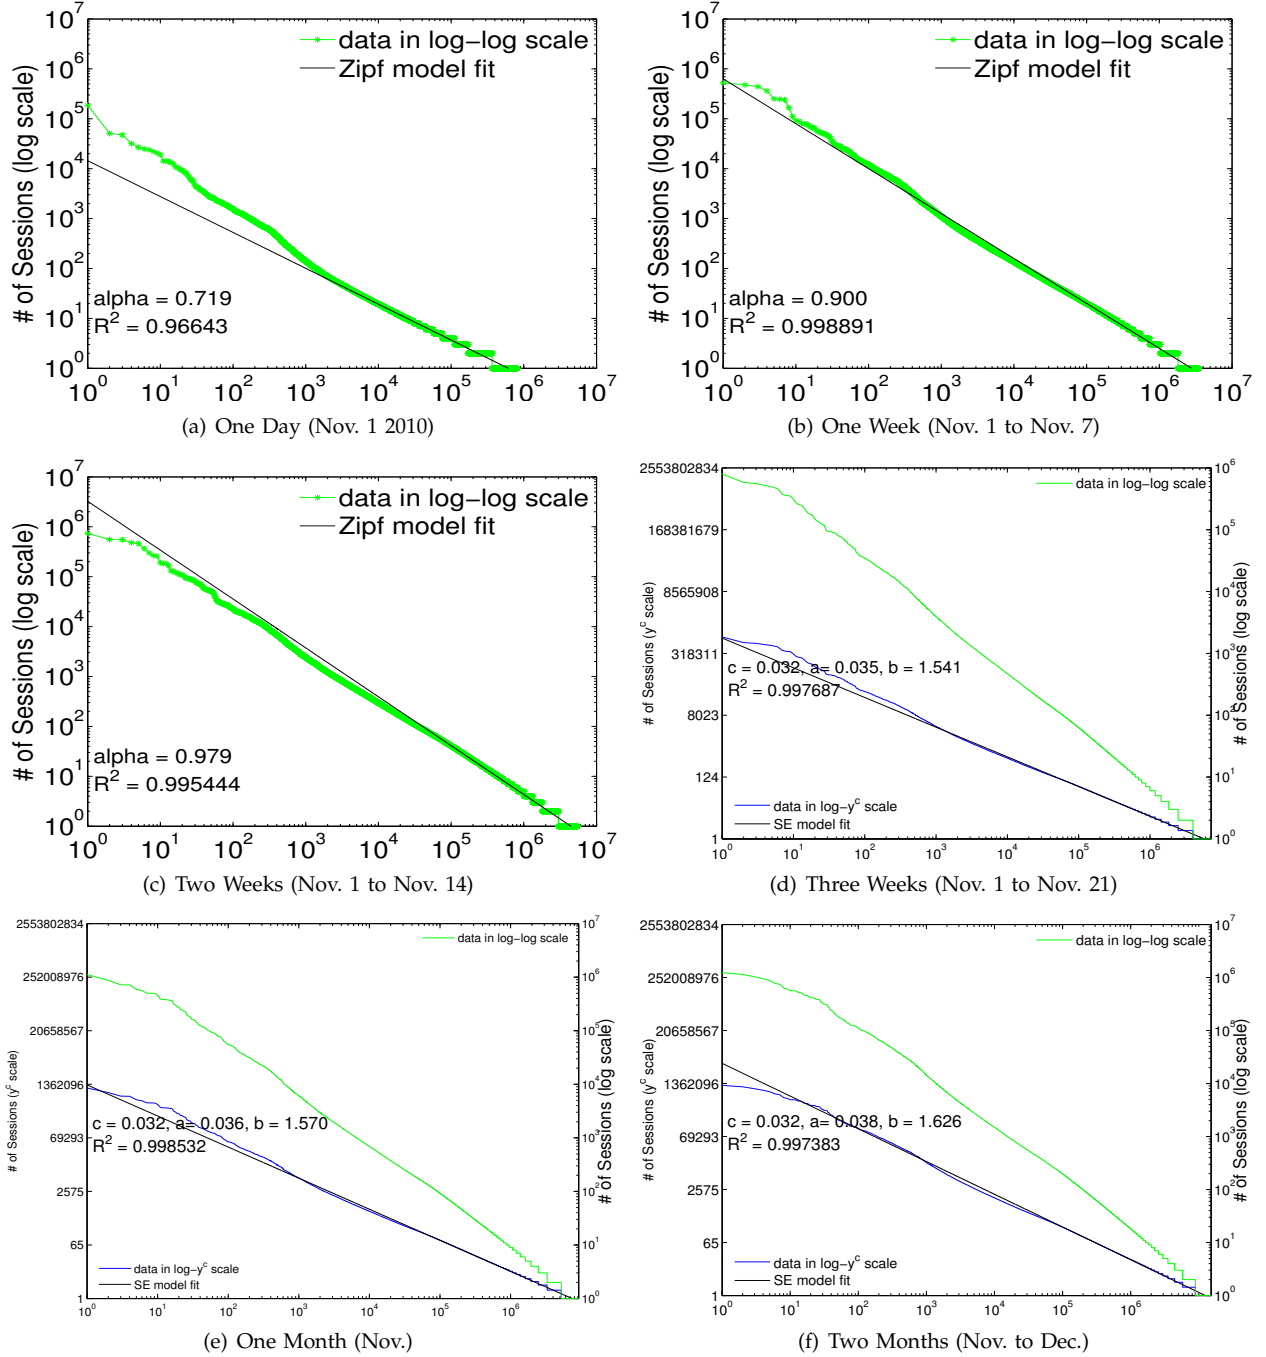 10^7
10^6
10^5
10^4
10^3
10^2
10^1
10^0
# of Sessions (log scale)
data in log-log scale
Zipf model fit
alpha = 0.719
R^2 = 0.96643
10^0 10^1 10^2 10^3 10^4 10^5 10^6 10^7
(a) One Day (Nov. 1 2010)
10^7
10^6
10^5
10^4
10^3
10^2
10^1
10^0
# of Sessions (log scale)
data in log-log scale
Zipf model fit
alpha = 0.900
R^2 = 0.998891
10^0 10^1 10^2 10^3 10^4 10^5 10^6 10^7
(b) One Week (Nov. 1 to Nov. 7)
10^7
10^6
10^5
10^4
10^3
10^2
10^1
10^0
# of Sessions (log scale)
data in log-log scale
Zipf model fit
alpha = 0.979
R^2 = 0.995444
10^0 10^1 10^2 10^3 10^4 10^5 10^6 10^7
(c) Two Weeks (Nov. 1 to Nov. 14)
2553802834
168381679
8565908
318311
8023
124
1
# of Sessions (y^c scale)
data in log-log scale
c = 0.032, a= 0.035, b = 1.541
R^2 = 0.997687
data in log-y^c scale
SE model fit
10^6
10^5
10^4
10^3
10^2
10^1
10^0
# of Sessions (log scale)
10^0 10^1 10^2 10^3 10^4 10^5 10^6
(d) Three Weeks (Nov. 1 to Nov. 21)
2553802834
252008976
20658567
1362096
69293
2575
65
1
# of Sessions (y^c scale)
data in log-log scale
c = 0.032, a= 0.036, b = 1.570
R^2 = 0.998532
data in log-y^c scale
SE model fit
10^7
10^6
10^5
10^4
10^3
10^2
10^1
10^0
# of Sessions (log scale)
10^0 10^1 10^2 10^3 10^4 10^5 10^6
(e) One Month (Nov.)
2553802834
252008976
20658567
1362096
69293
2575
65
1
# of Sessions (y^c scale)
data in log-log scale
c = 0.032, a= 0.038, b = 1.626
R^2 = 0.997383
data in log-y^c scale
SE model fit
10^7
10^6
10^5
10^4
10^3
10^2
10^1
10^0
# of Sessions (log scale)
10^0 10^1 10^2 10^3 10^4 10^5 10^6
(f) Two Months (Nov. to Dec.)